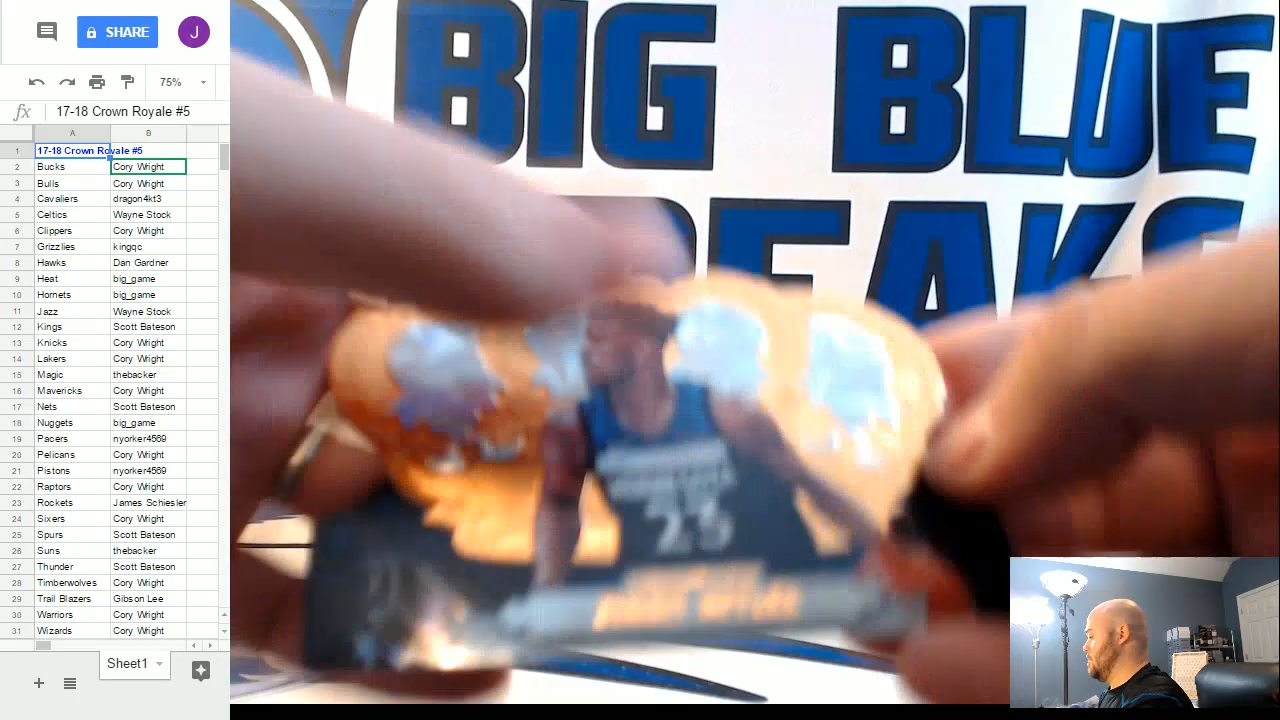 SHARE
J
75%
fx 17-18 Crown Royale #5
A B
1 17-18 Crown Royale #5
2 Bucks Cory Wright
3 Bulls Cory Wright
4 Cavaliers dragon4kt3
5 Celtics Wayne Stock
6 Clippers Cory Wright
7 Grizzlies kingqc
8 Hawks Dan Gardner
9 Heat big_game
10 Hornets big_game
11 Jazz Wayne Stock
12 Kings Scott Bateson
13 Knicks Cory Wright
14 Lakers Cory Wright
15 Magic thebacker
16 Mavericks Cory Wright
17 Nets Scott Bateson
18 Nuggets big_game
19 Pacers nyorker4569
20 Pelicans Cory Wright
21 Pistons nyorker4569
22 Raptors Cory Wright
23 Rockets James Schiesler
24 Sixers Cory Wright
25 Spurs Scott Bateson
26 Suns thebacker
27 Thunder Scott Bateson
28 Timberwolves Cory Wright
29 Trail Blazers Gibson Lee
30 Warriors Cory Wright
31 Wizards Cory Wright
Sheet1
BIG BLUE
25